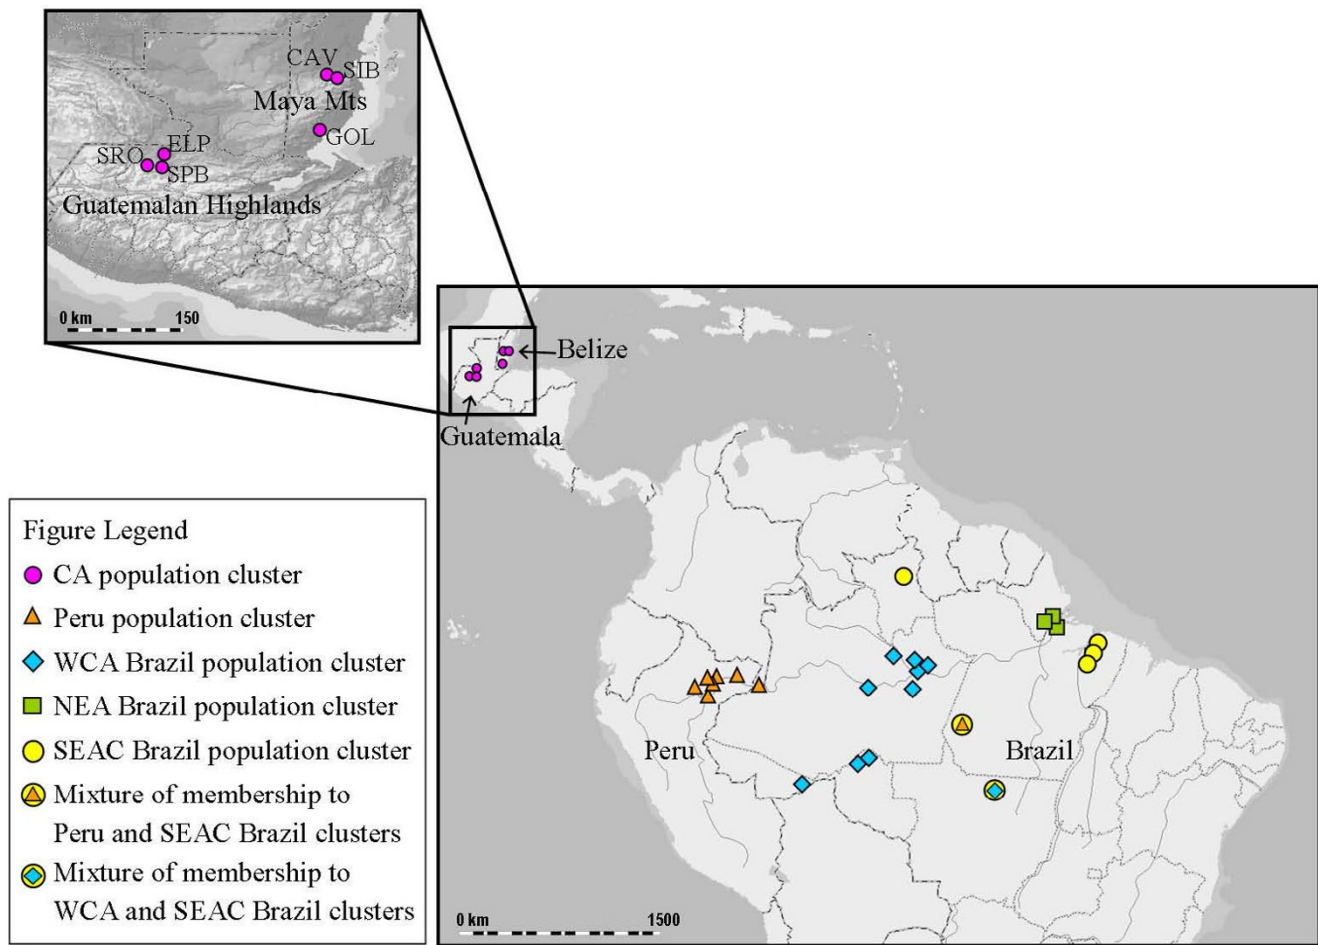 CAV
SIB
Maya Mts
GOL
ELP
SRO
SPB
Guatemalan Highlands
0 km 150
Belize
Guatemala
Figure Legend
CA population cluster
Peru population cluster
WCA Brazil population cluster
NEA Brazil population cluster
SEAC Brazil population cluster
Mixture of membership to
Peru and SEAC Brazil clusters
Mixture of membership to
WCA and SEAC Brazil clusters
Peru
Brazil
0 km 1500